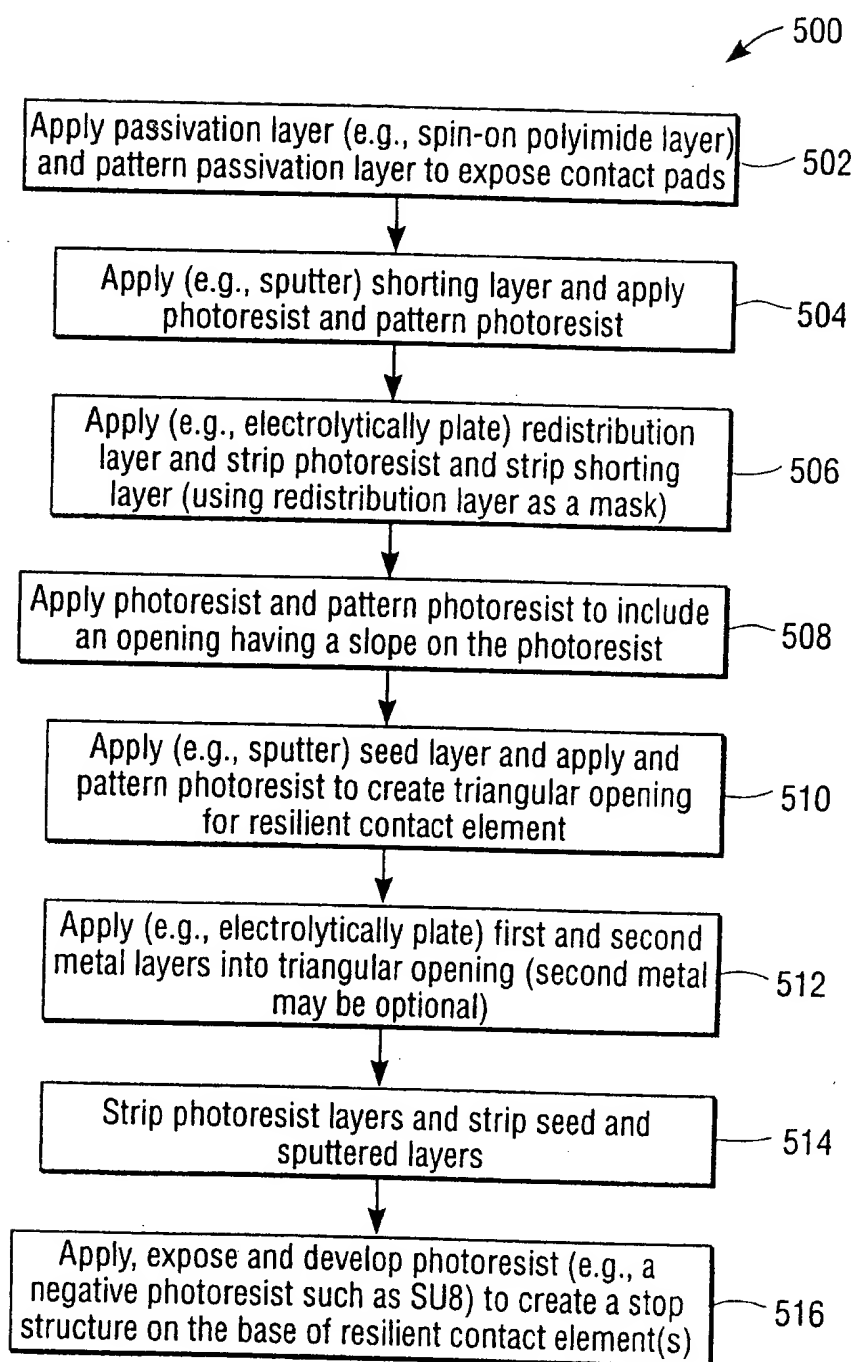 500
Apply passivation layer (e.g., spin-on polyimide layer)
and pattern passivation layer to expose contact pads
502
Apply (e.g., sputter) shorting layer and apply
photoresist and pattern photoresist
504
Apply (e.g., electrolytically plate) redistribution
layer and strip photoresist and strip shorting
layer (using redistribution layer as a mask)
506
Apply photoresist and pattern photoresist to include
an opening having a slope on the photoresist
508
Apply (e.g., sputter) seed layer and apply and
pattern photoresist to create triangular opening
for resilient contact element
510
Apply (e.g., electrolytically plate) first and second
metal layers into triangular opening (second metal
may be optional)
512
Strip photoresist layers and strip seed and
sputtered layers
514
Apply, expose and develop photoresist (e.g., a
negative photoresist such as SU8) to create a stop
structure on the base of resilient contact element(s)
516